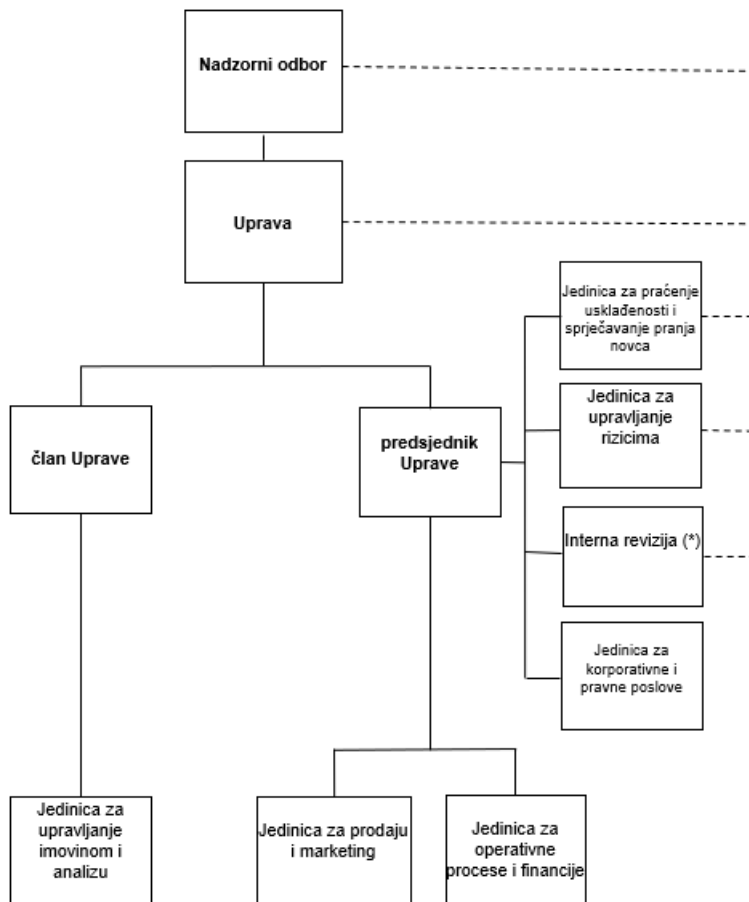 Nadzorni odbor
Uprava
Jedinica za praćenje
usklađenosti i
sprječavanje pranja
novca
Jedinica za
upravljanje
rizicima
član Uprave
predsjednik
Uprave
Interna revizija (*)
Jedinica za
korporativne i
pravne poslove
Jedinica za
upravljanje
imovinom i
analizu
Jedinica za prodaju
i marketing
Jedinica za
operativne
procese i financije